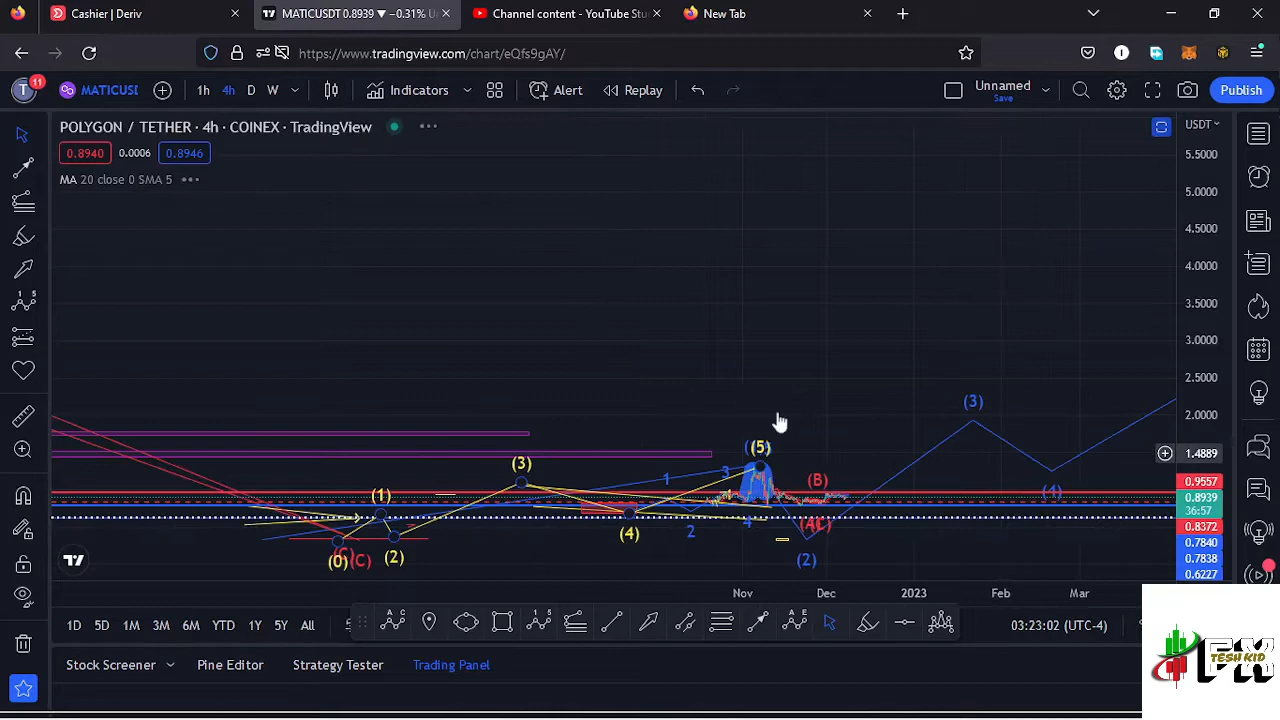 Cashier | Deriv
MATICUSDT 0.8939 ▼ −0.31% U
Channel content - YouTube Stu
New Tab
https://www.tradingview.com/chart/eQfs9gAY/
T
11
MATICUSI
1h
4h
D
W
Indicators
Alert
Replay
Unnamed
Save
Publish
POLYGON / TETHER · 4h · COINEX · TradingView
0.8940
0.0006
0.8946
MA 20 close 0 SMA 5
USDT
5.5000
5.0000
4.5000
4.0000
3.5000
3.0000
2.5000
2.0000
1.4889
0.9557
0.8939
36:57
0.8372
0.7840
0.7838
0.6227
(3)
(5)
(3)
1
3
(B)
(1)
(4)
2
4
(4)
(2)
(0)
(C)
(2)
Nov
Dec
2023
Feb
Mar
1D
5D
1M
3M
6M
YTD
1Y
5Y
All
03:23:02 (UTC-4)
Stock Screener
Pine Editor
Strategy Tester
Trading Panel
FX
TESH KID